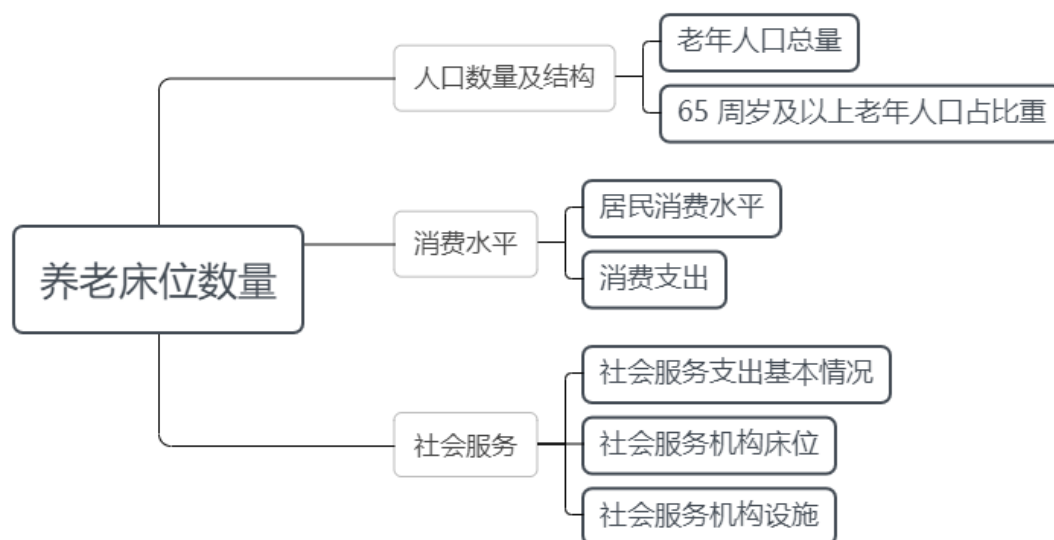 老年人口总量
人口数量及结构
65 周岁及以上老年人口占比重
居民消费水平
消费水平
消费支出
养老床位数量
社会服务支出基本情况
社会服务
社会服务机构床位
社会服务机构设施